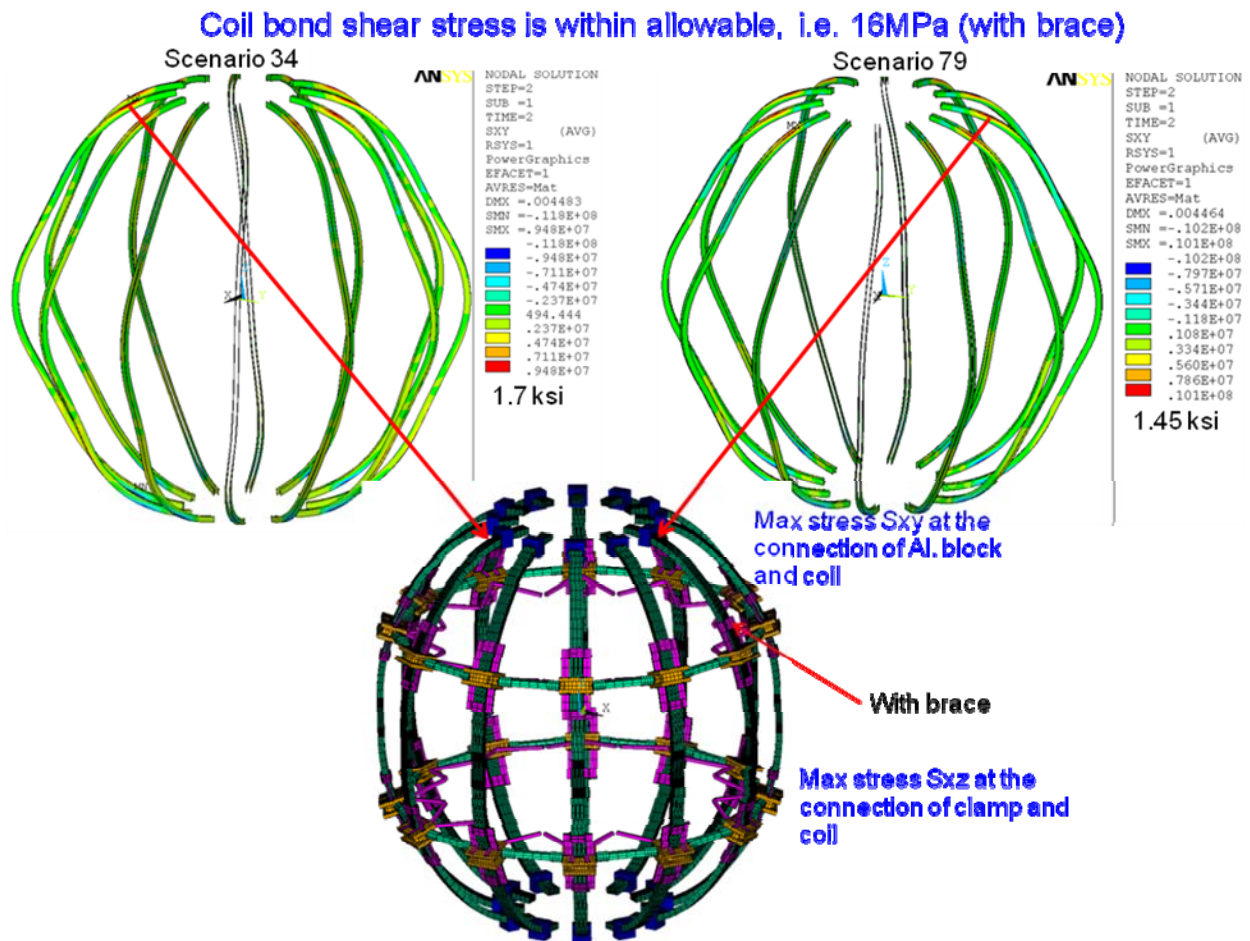 Coil bond shear stress is within allowable, i.e. 16MPa (with brace)
Scenario 34
ANSYS
NODAL SOLUTION
STEP=2
SUB =1
TIME=2
SXY (AVG)
RSYS=1
PowerGraphics
EFACET=1
AVRES=Mat
DMX =.004483
SMN =-.118E+08
SMX =.948E+07
-.118E+08
-.948E+07
-.711E+07
-.474E+07
-.237E+07
494.444
.237E+07
.474E+07
.711E+07
.948E+07
1.7 ksi
MN
Z
X
Y
Scenario 79
ANSYS
NODAL SOLUTION
STEP=2
SUB =1
TIME=2
SXY (AVG)
RSYS=1
PowerGraphics
EFACET=1
AVRES=Mat
DMX =.004464
SMN =-.102E+08
SMX =.101E+08
-.102E+08
-.797E+07
-.571E+07
-.344E+07
-.118E+07
.108E+07
.334E+07
.560E+07
.786E+07
.101E+08
1.45 ksi
Z
X
Y
Max stress Sxy at the
connection of Al. block
and coil
X
With brace
Max stress Sxz at the
connection of clamp and
coil